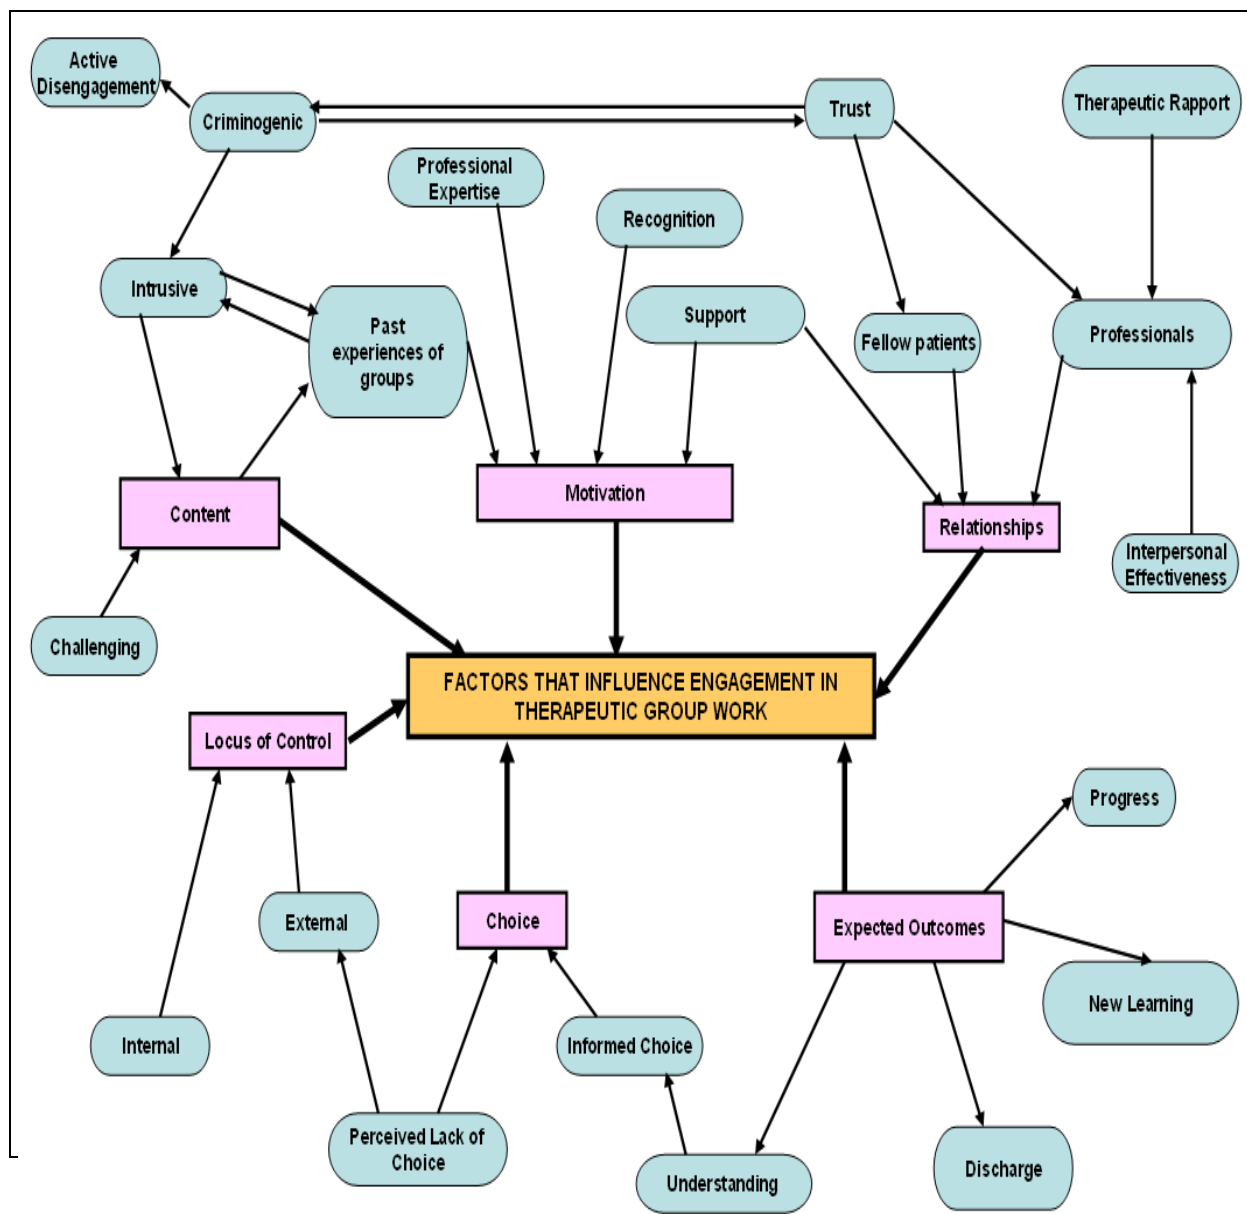 Active
Disengagement
Criminogenic
Trust
Therapeutic Rapport
Professional
Expertise
Recognition
Intrusive
Past
experiences of
groups
Support
Fellow patients
Professionals
Content
Motivation
Relationships
Interpersonal
Effectiveness
Challenging
FACTORS THAT INFLUENCE ENGAGEMENT IN
THERAPEUTIC GROUP WORK
Locus of Control
Progress
External
Choice
Expected Outcomes
New Learning
Internal
Informed Choice
Perceived Lack of
Choice
Understanding
Discharge